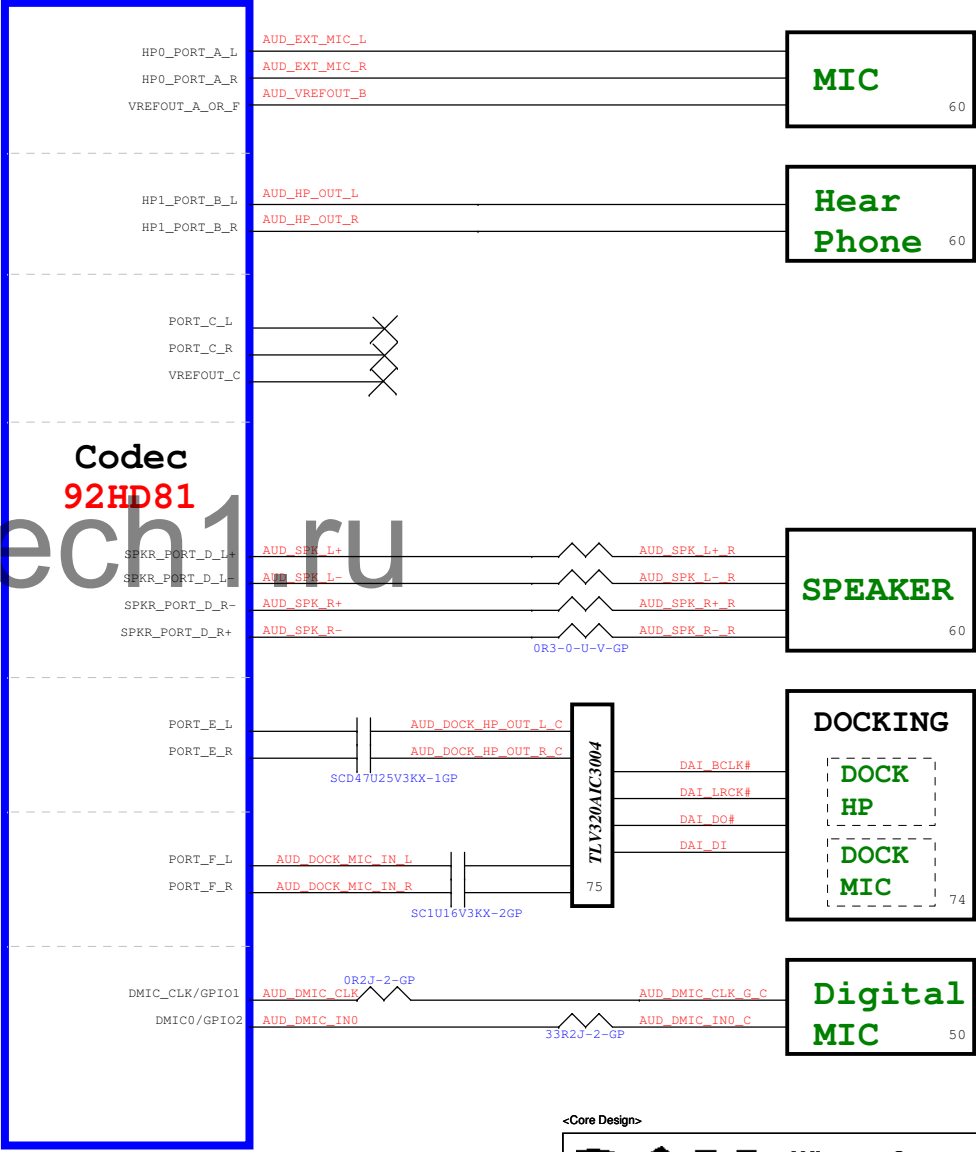 HP0_PORT_A_L AUD_EXT_MIC_L
HP0_PORT_A_R AUD_EXT_MIC_R
VREFOUT_A_OR_F AUD_VREFOUT_B
MIC
60
HP1_PORT_B_L AUD_HP_OUT_L
HP1_PORT_B_R AUD_HP_OUT_R
Hear
Phone 60
PORT_C_L
PORT_C_R
VREFOUT_C
Codec
92HD81
ech1.ru
SPKR_PORT_D_L+ AUD_SPK_L+ AUD_SPK_L+_R
SPKR_PORT_D_L- AUD_SPK_L- AUD_SPK_L-_R
SPKR_PORT_D_R- AUD_SPK_R+ AUD_SPK_R+_R
SPKR_PORT_D_R+ AUD_SPK_R- AUD_SPK_R-_R
0R3-0-U-V-GP
SPEAKER
60
PORT_E_L AUD_DOCK_HP_OUT_L_C
PORT_E_R AUD_DOCK_HP_OUT_R_C
SCD47U25V3KX-1GP
TLV320AIC3004
75
DAI_BCLK#
DAI_LRCK#
DAI_DO#
DAI_DI
DOCKING
DOCK
HP
DOCK
MIC
74
PORT_F_L AUD_DOCK_MIC_IN_L
PORT_F_R AUD_DOCK_MIC_IN_R
SC1U16V3KX-2GP
0R2J-2-GP
DMIC_CLK/GPIO1 AUD_DMIC_CLK AUD_DMIC_CLK_G_C
DMIC0/GPIO2 AUD_DMIC_IN0 AUD_DMIC_IN0_C
33R2J-2-GP
Digital
MIC 50
<Core Design>